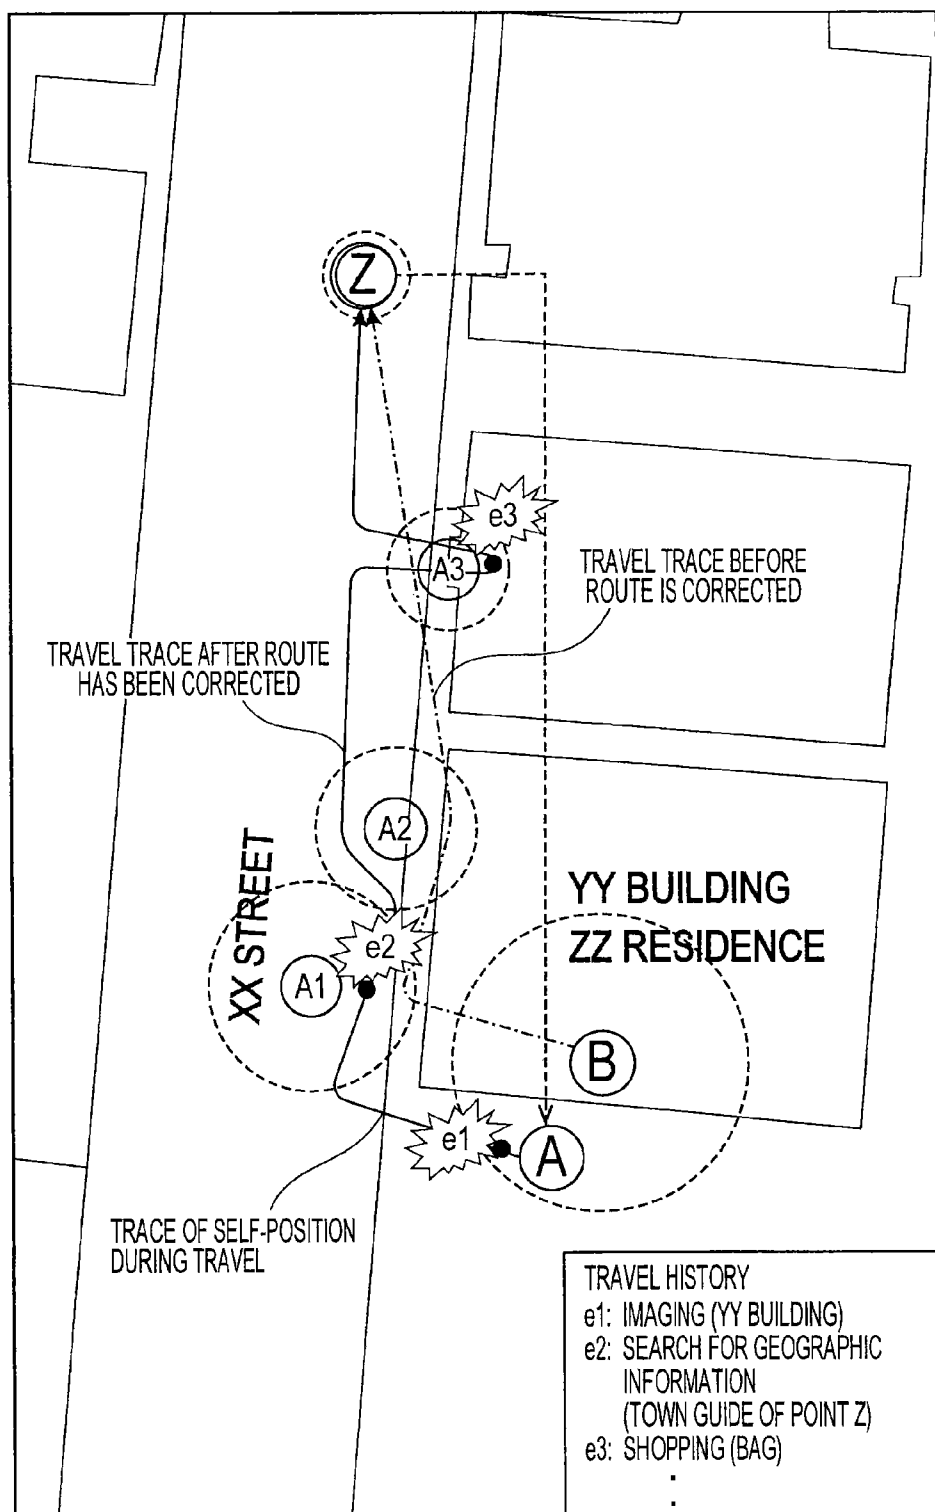 Z
e3
A3
TRAVEL TRACE BEFORE
ROUTE IS CORRECTED
TRAVEL TRACE AFTER ROUTE
HAS BEEN CORRECTED
A2
XX STREET
YY BUILDING
ZZ RESIDENCE
e2
A1
B
e1
A
TRACE OF SELF-POSITION
DURING TRAVEL
TRAVEL HISTORY
e1: IMAGING (YY BUILDING)
e2: SEARCH FOR GEOGRAPHIC
INFORMATION
(TOWN GUIDE OF POINT Z)
e3: SHOPPING (BAG)
: